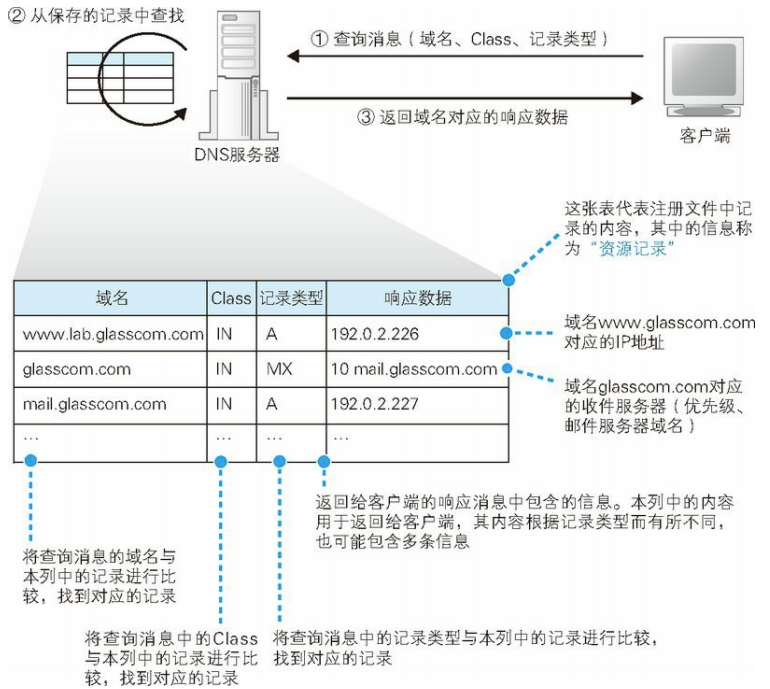 ② 从保存的记录中查找
① 查询消息（域名、Class、记录类型）
③ 返回域名对应的响应数据
客户端
DNS服务器
这张表代表注册文件中记
录的内容，其中的信息称
为“资源记录”
域名 Class 记录类型 响应数据
www.lab.glasscom.com IN A 192.0.2.226
glasscom.com IN MX 10 mail.glasscom.com
mail.glasscom.com IN A 192.0.2.227
… … … …
域名www.glasscom.com
对应的IP地址
域名glasscom.com对应
的收件服务器（优先级、
邮件服务器域名）
返回给客户端的响应消息中包含的信息。本列中的内容
用于返回给客户端，其内容根据记录类型而有所不同，
也可能包含多条信息
将查询消息的域名与
本列中的记录进行比
较，找到对应的记录
将查询消息中的Class
与本列中的记录进行比
较，找到对应的记录
将查询消息中的记录类型与本列中的记录进行比较，
找到对应的记录